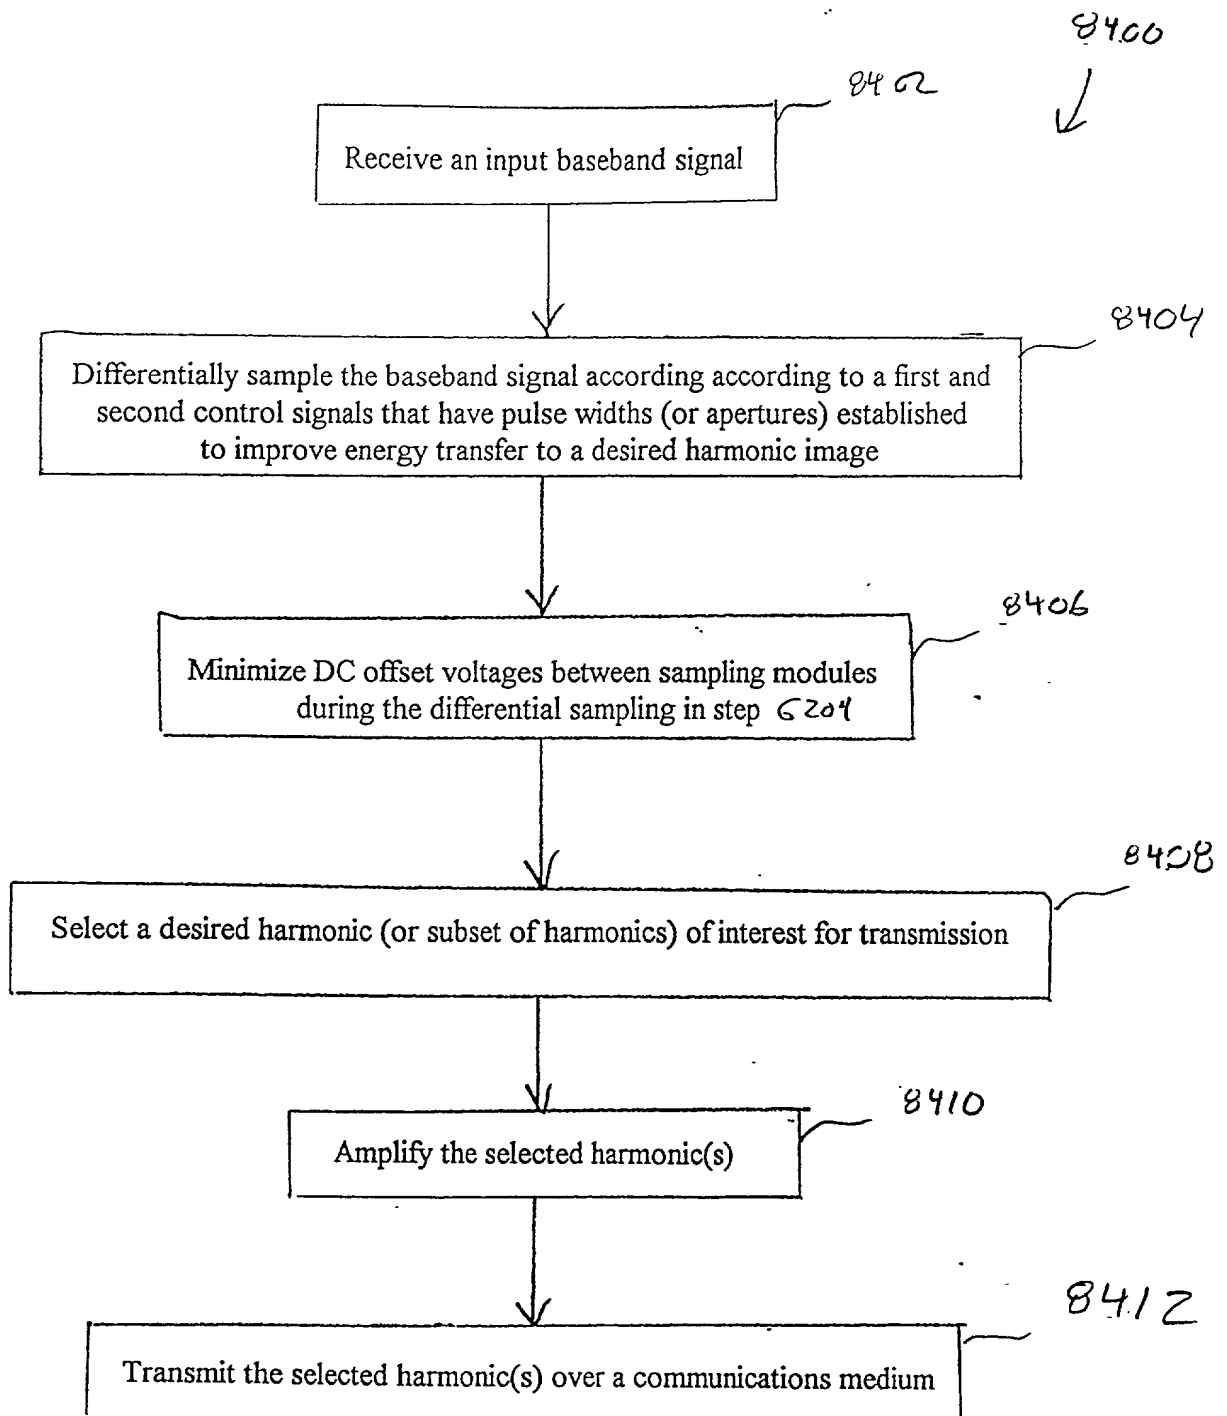 8400
8402
Receive an input baseband signal
8404
Differentially sample the baseband signal according according to a first and
second control signals that have pulse widths (or apertures) established
to improve energy transfer to a desired harmonic image
8406
Minimize DC offset voltages between sampling modules
during the differential sampling in step 6204
8408
Select a desired harmonic (or subset of harmonics) of interest for transmission
8410
Amplify the selected harmonic(s)
8412
Transmit the selected harmonic(s) over a communications medium